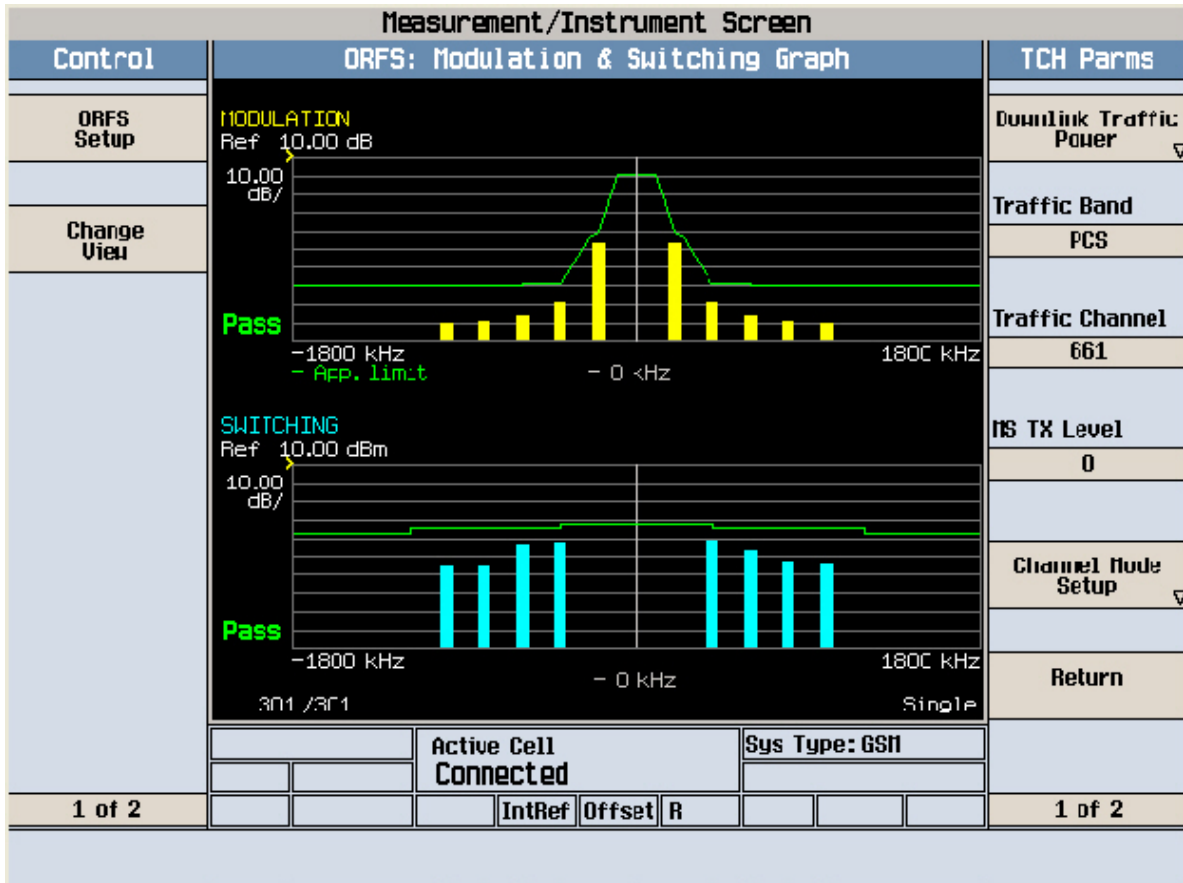 Measurement/Instrument Screen
Control
ORFS: Modulation & Switching Graph
TCH Parms
ORFS
Setup
Change
View
1 of 2
MODULATION
Ref 10.00 dB
10.00
dB/
Pass
-1800 kHz
1800 kHz
- App. limit
- 0 kHz
SWITCHING
Ref 10.00 dBm
10.00
dB/
Pass
-1800 kHz
1800 kHz
- 0 kHz
301/301
Single
Active Cell
Connected
Sys Type: GSM
IntRef
Offset
R
Downlink Traffic
Power
Traffic Band
PCS
Traffic Channel
661
MS TX Level
0
Channel Mode
Setup
Return
1 of 2